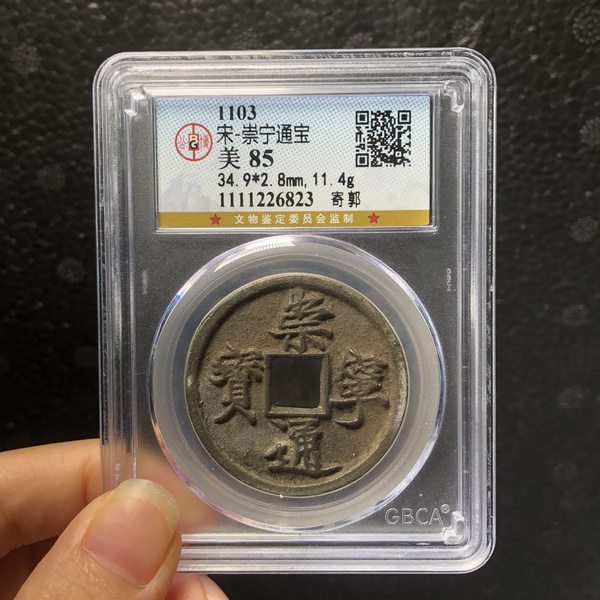 1103
宋-崇宁通宝
美 85
34.9*2.8mm,11.4g
1111226823 寄郭
★ 文物鉴定委员会监制 ★
崇
寶 寧
通
GBCA®